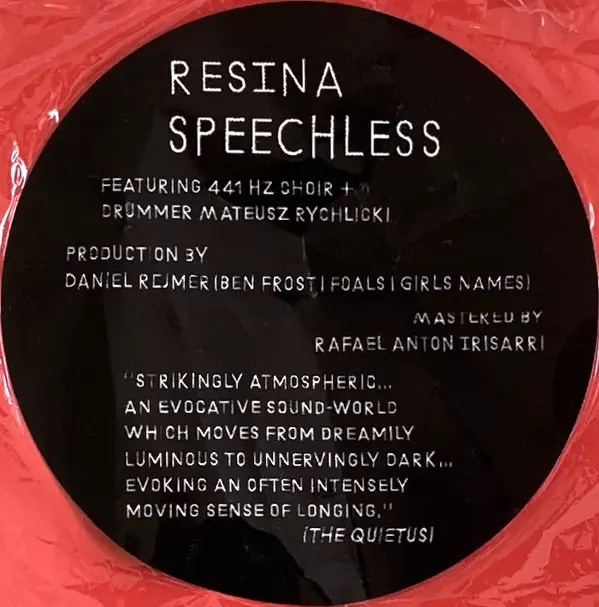 RESINA
SPEECHLESS
FEATURING 441 HZ CHOIR +
DRUMMER MATEUSZ RYCHLICKI
PRODUCTION BY
DANIEL REJMER (BEN FROST | FOALS | GIRLS NAMES)
MASTERED BY
RAFAEL ANTON IRISARRI
"STRIKINGLY ATMOSPHERIC...
AN EVOCATIVE SOUND-WORLD
WHICH MOVES FROM DREAMILY
LUMINOUS TO UNNERVINGLY DARK...
EVOKING AN OFTEN INTENSELY
MOVING SENSE OF LONGING."
(THE QUIETUS)